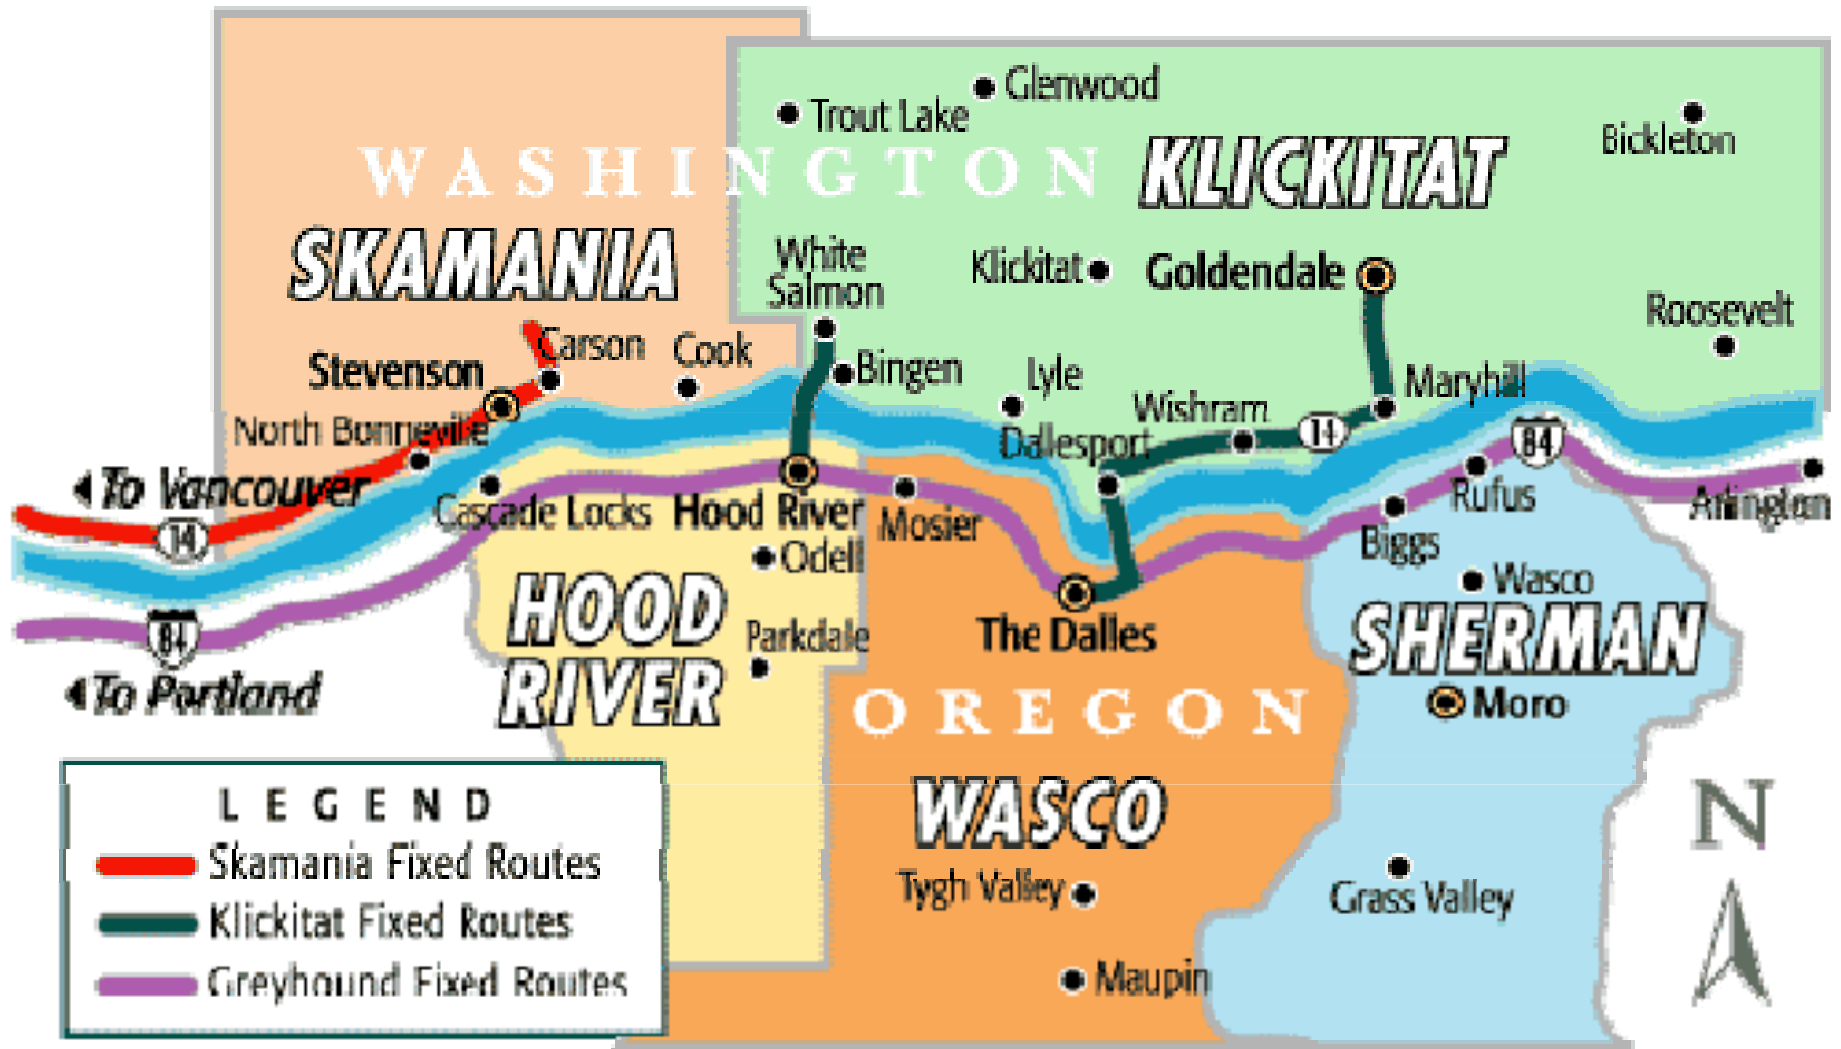 Glenwood
Trout Lake
Bickleton
WASHINGTON
KLICKITAT
SKAMANIA
White
Salmon
Klickitat
Goldendale
Roosevelt
Carson
Cook
Stevenson
Bingen
Lyle
Maryhill
Wishram
14
North Bonneville
Dallesport
84
To Vancouver
14
Cascade Locks
Hood River
Mosier
Rufus
Arlington
Biggs
Odell
Wasco
HOOD
RIVER
Parkdale
The Dalles
SHERMAN
84
To Portland
Moro
OREGON
WASCO
Tygh Valley
Grass Valley
Maupin
N
LEGEND
Skamania Fixed Routes
Klickitat Fixed Routes
Greyhound Fixed Routes